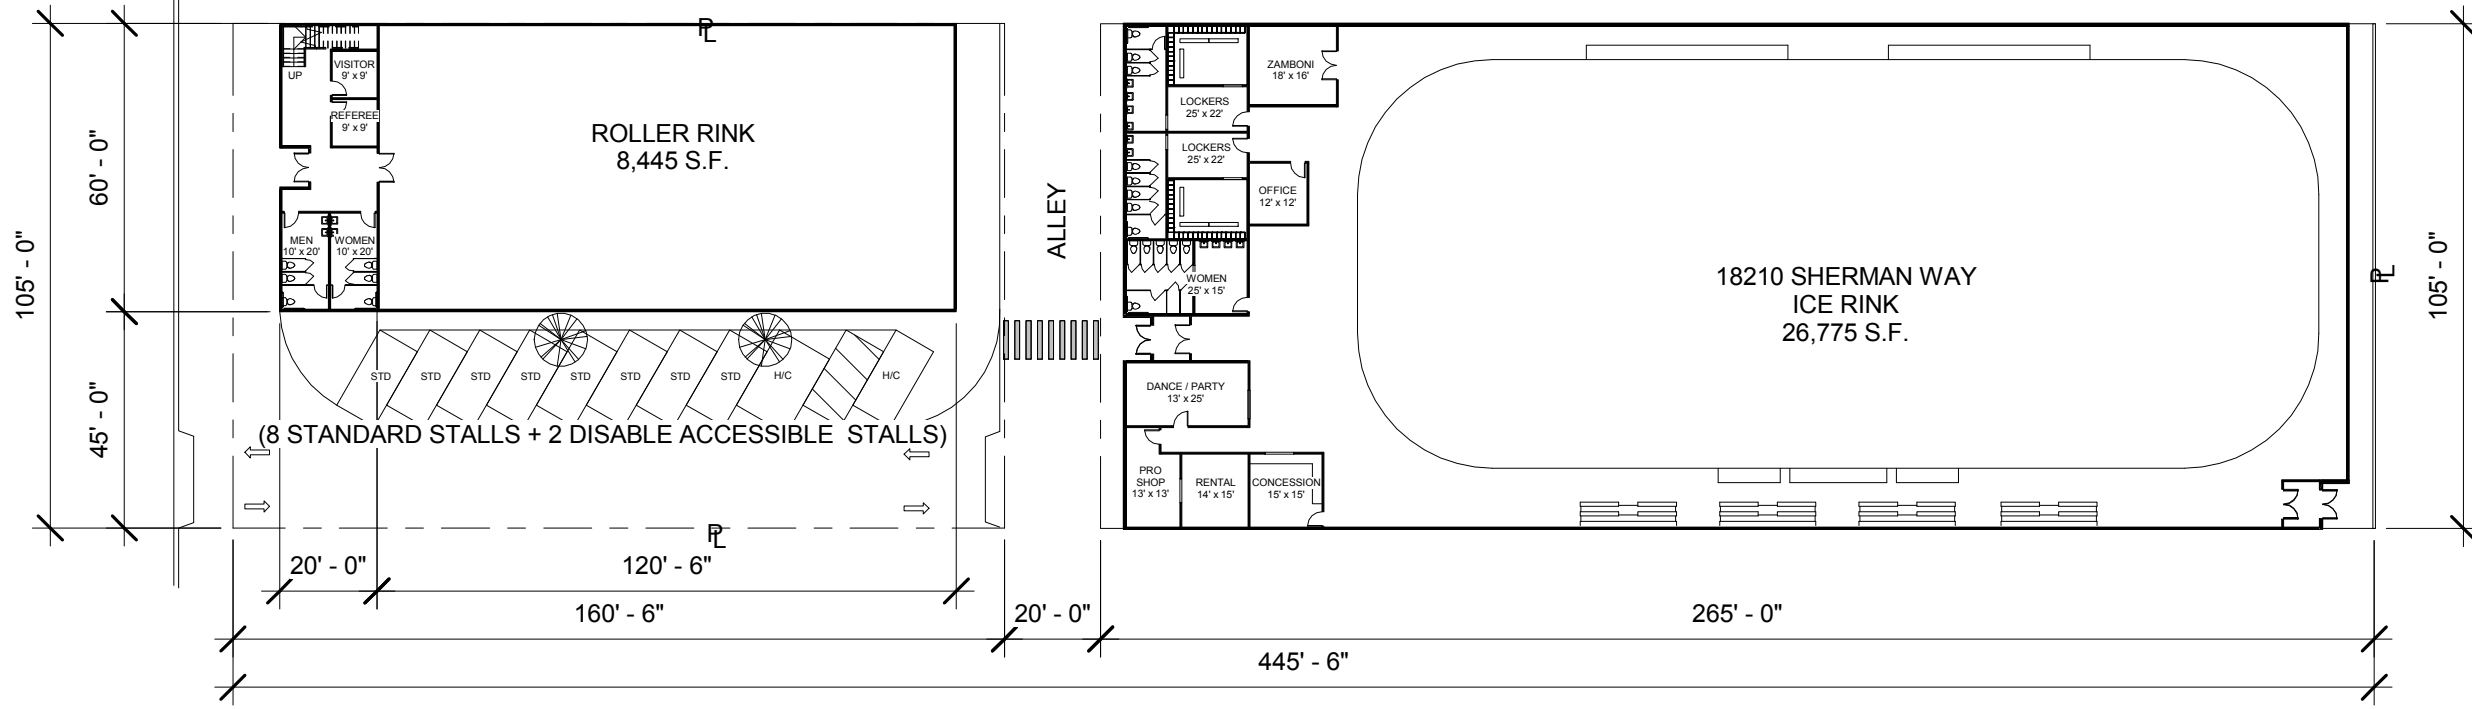 PL
UP
VISITOR
9' x 9'
REFEREE
9' x 9'
MEN
10' x 20'
WOMEN
10' x 20'
ROLLER RINK
8,445 S.F.
105' - 0"
60' - 0"
45' - 0"
STD
STD
STD
STD
STD
STD
STD
STD
H/C
H/C
(8 STANDARD STALLS + 2 DISABLE ACCESSIBLE STALLS)
PL
ALLEY
ZAMBONI
18' x 16'
LOCKERS
25' x 22'
LOCKERS
25' x 22'
OFFICE
12' x 12'
WOMEN
25' x 15'
DANCE / PARTY
13' x 25'
PRO
SHOP
13' x 13'
RENTAL
14' x 15'
CONCESSION
15' x 15'
18210 SHERMAN WAY
ICE RINK
26,775 S.F.
PL
105' - 0"
20' - 0"
120' - 6"
160' - 6"
20' - 0"
265' - 0"
445' - 6"